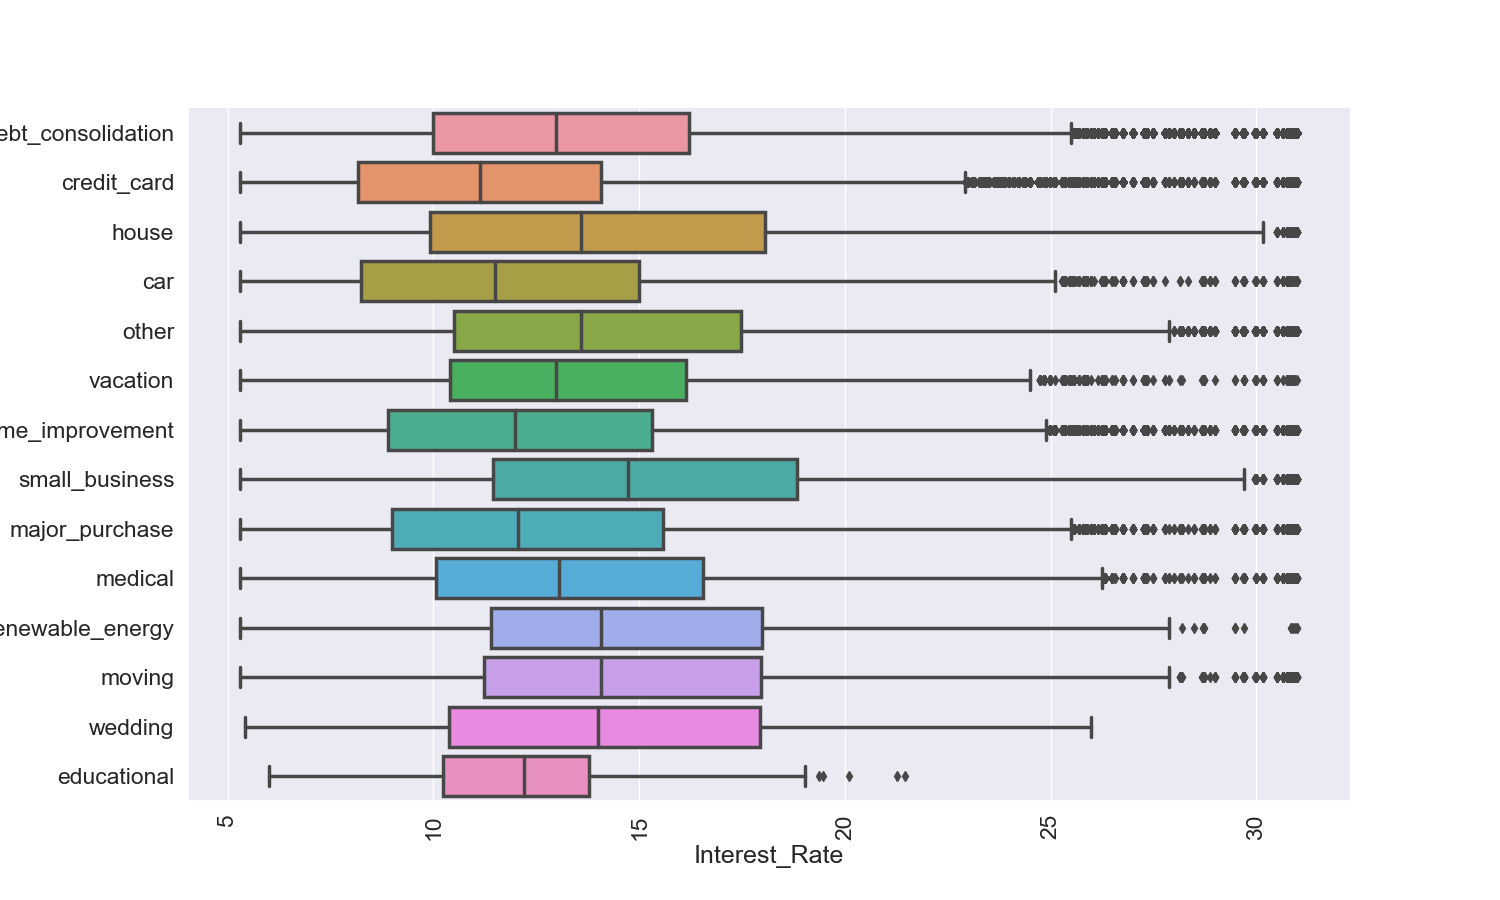 ebt_consolidation
credit_card
house
car
other
vacation
me_improvement
small_business
major_purchase
medical
enewable_energy
moving
wedding
educational
5
10
15
20
25
30
Interest_Rate